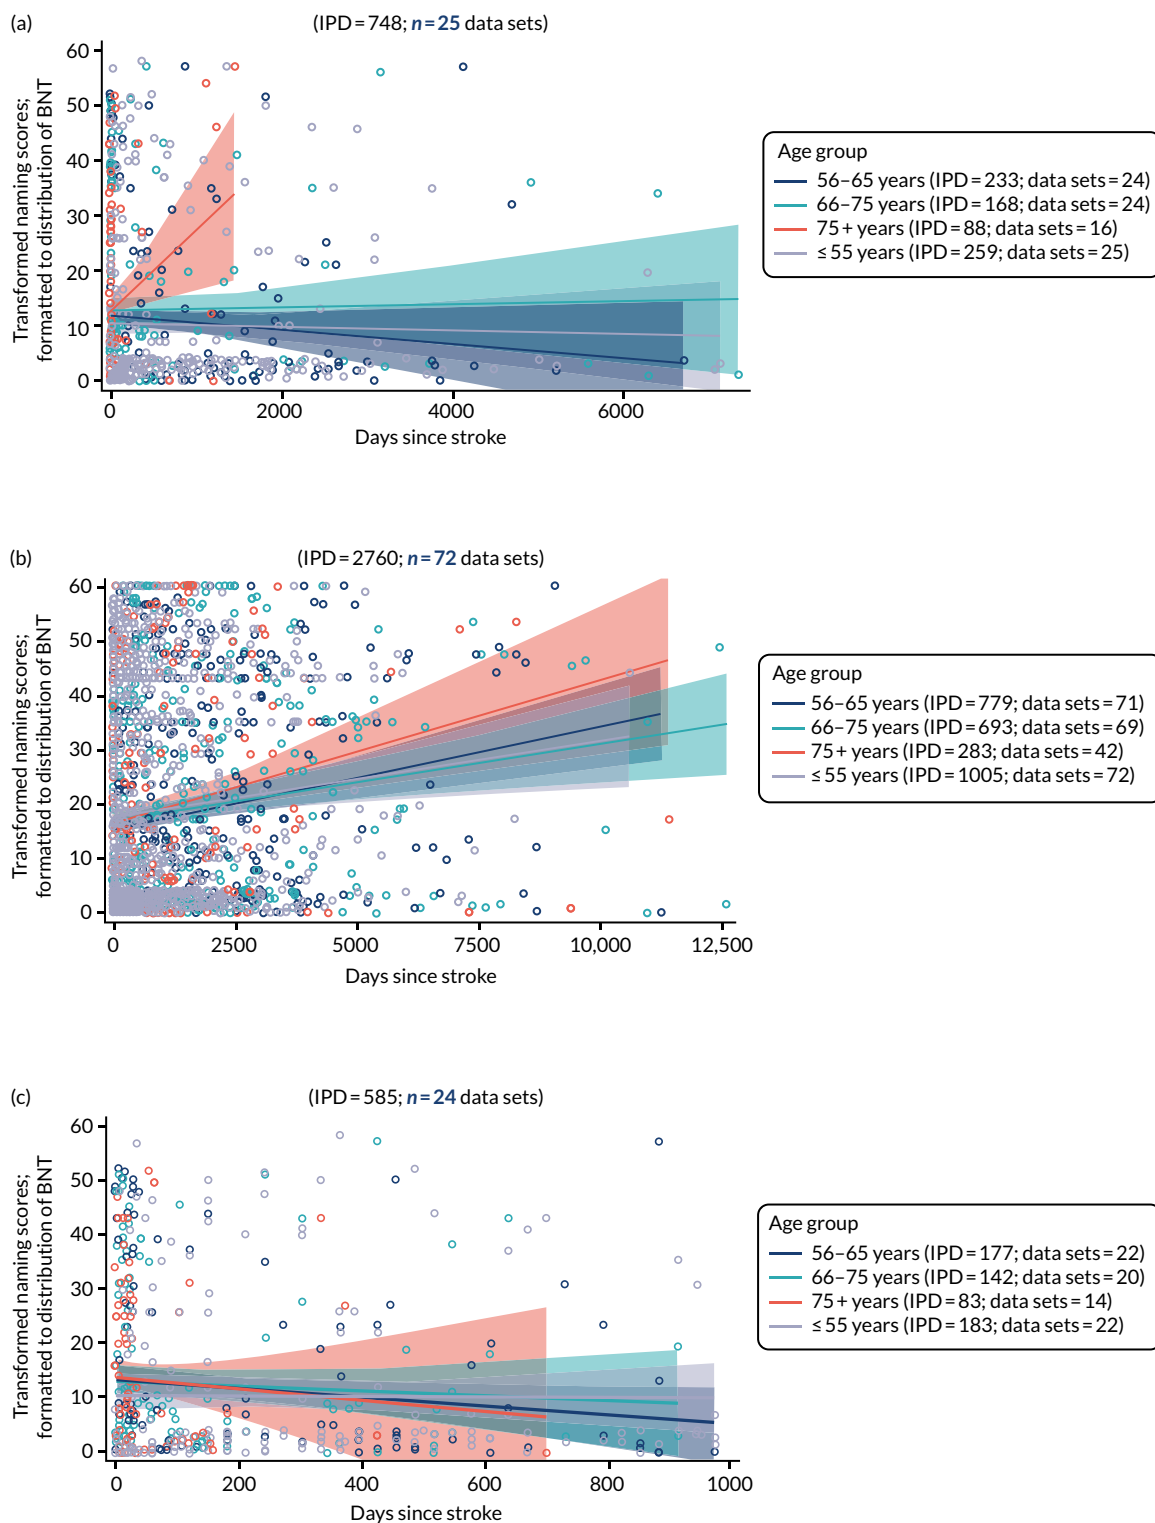 (a)
(IPD = 748; n = 25 data sets)
Transformed naming scores;
formatted to distribution of BNT
60
50
40
30
20
10
0
0 2000 4000 6000
Days since stroke
Age group
56–65 years (IPD = 233; data sets = 24)
66–75 years (IPD = 168; data sets = 24)
75 + years (IPD = 88; data sets = 16)
≤ 55 years (IPD = 259; data sets = 25)
(b)
(IPD = 2760; n = 72 data sets)
Transformed naming scores;
formatted to distribution of BNT
60
50
40
30
20
10
0
0 2500 5000 7500 10,000 12,500
Days since stroke
Age group
56–65 years (IPD = 779; data sets = 71)
66–75 years (IPD = 693; data sets = 69)
75 + years (IPD = 283; data sets = 42)
≤ 55 years (IPD = 1005; data sets = 72)
(c)
(IPD = 585; n = 24 data sets)
Transformed naming scores;
formatted to distribution of BNT
60
50
40
30
20
10
0
0 200 400 600 800 1000
Days since stroke
Age group
56–65 years (IPD = 177; data sets = 22)
66–75 years (IPD = 142; data sets = 20)
75 + years (IPD = 83; data sets = 14)
≤ 55 years (IPD = 183; data sets = 22)